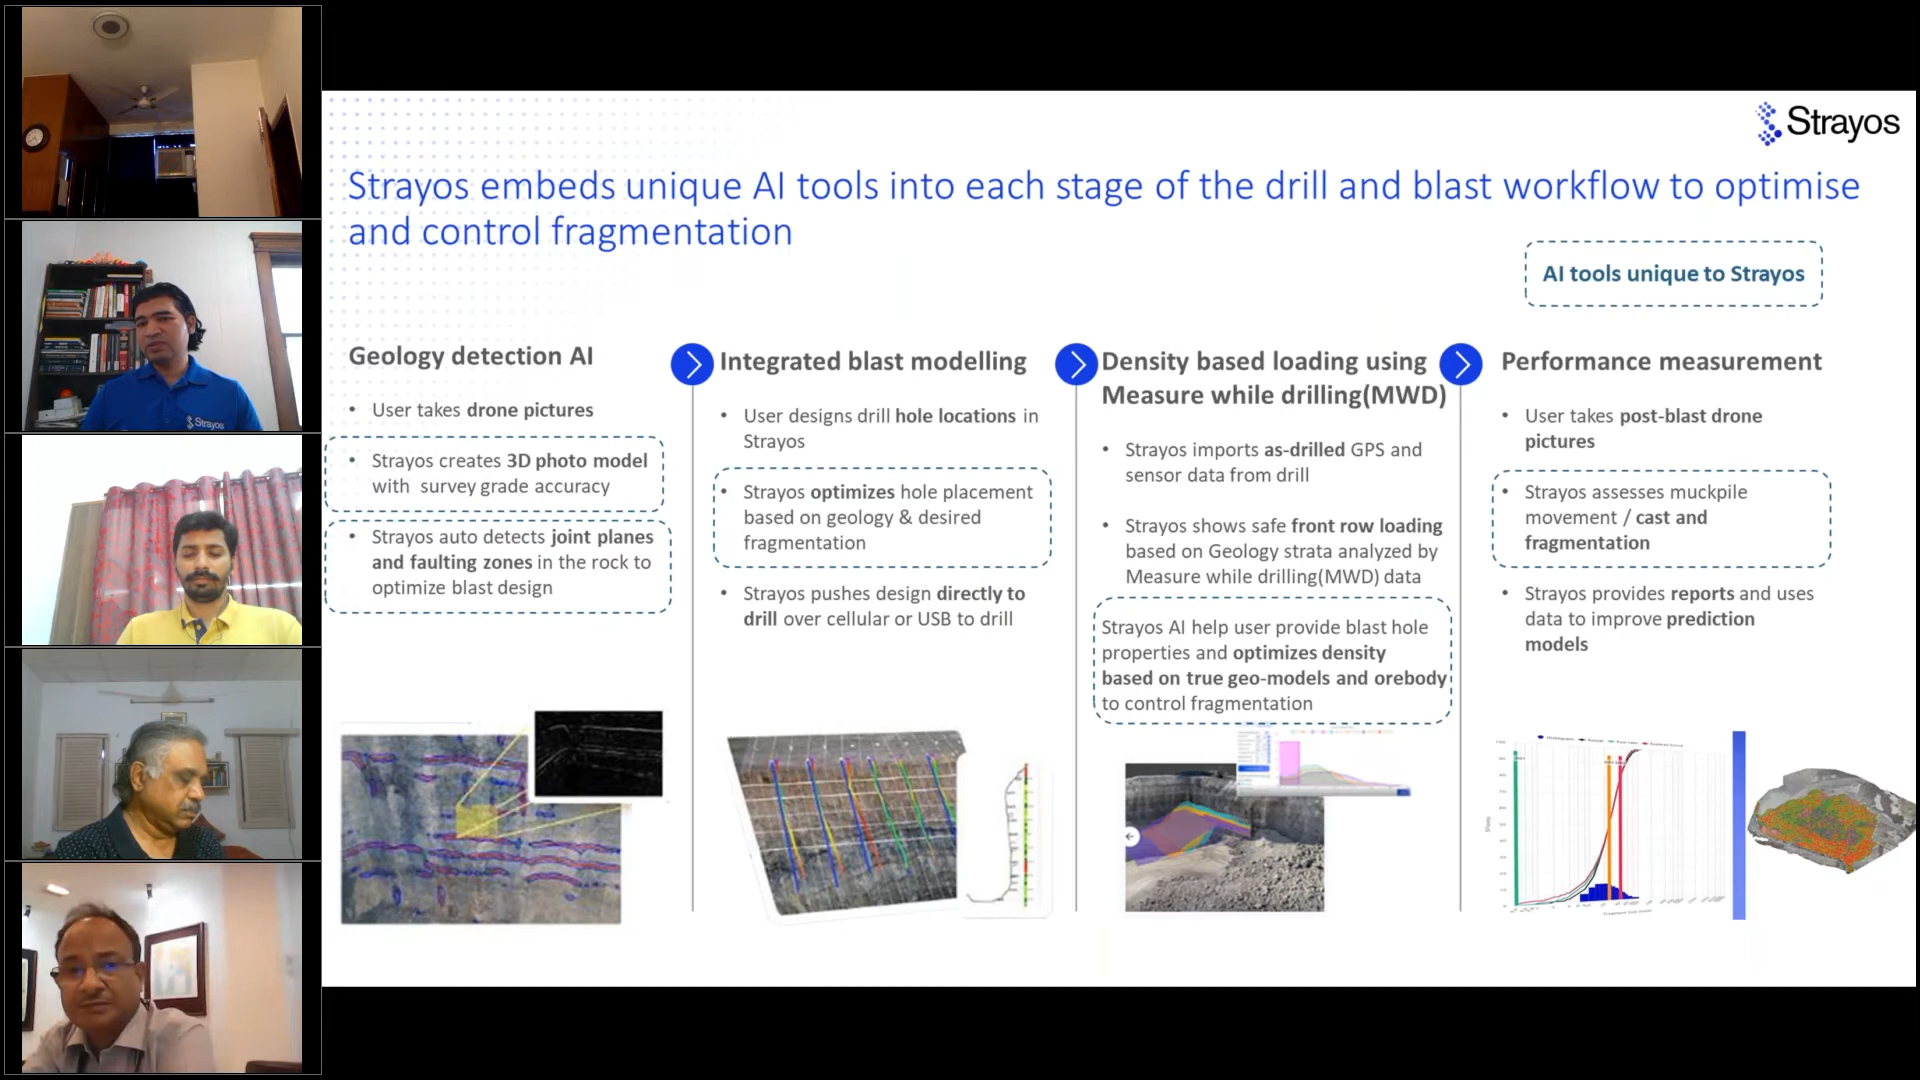 Strayos
Strayos embeds unique AI tools into each stage of the drill and blast workflow to optimise
and control fragmentation
AI tools unique to Strayos
Geology detection AI
• User takes drone pictures
• Strayos creates 3D photo model
with survey grade accuracy
• Strayos auto detects joint planes
and faulting zones in the rock to
optimize blast design
Integrated blast modelling
• User designs drill hole locations in
Strayos
• Strayos optimizes hole placement
based on geology & desired
fragmentation
• Strayos pushes design directly to
drill over cellular or USB to drill
Density based loading using
Measure while drilling(MWD)
• Strayos imports as-drilled GPS and
sensor data from drill
• Strayos shows safe front row loading
based on Geology strata analyzed by
Measure while drilling(MWD) data
Strayos AI help user provide blast hole
properties and optimizes density
based on true geo-models and orebody
to control fragmentation
Performance measurement
• User takes post-blast drone
pictures
• Strayos assesses muckpile
movement / cast and
fragmentation
• Strayos provides reports and uses
data to improve prediction
models
Strayos